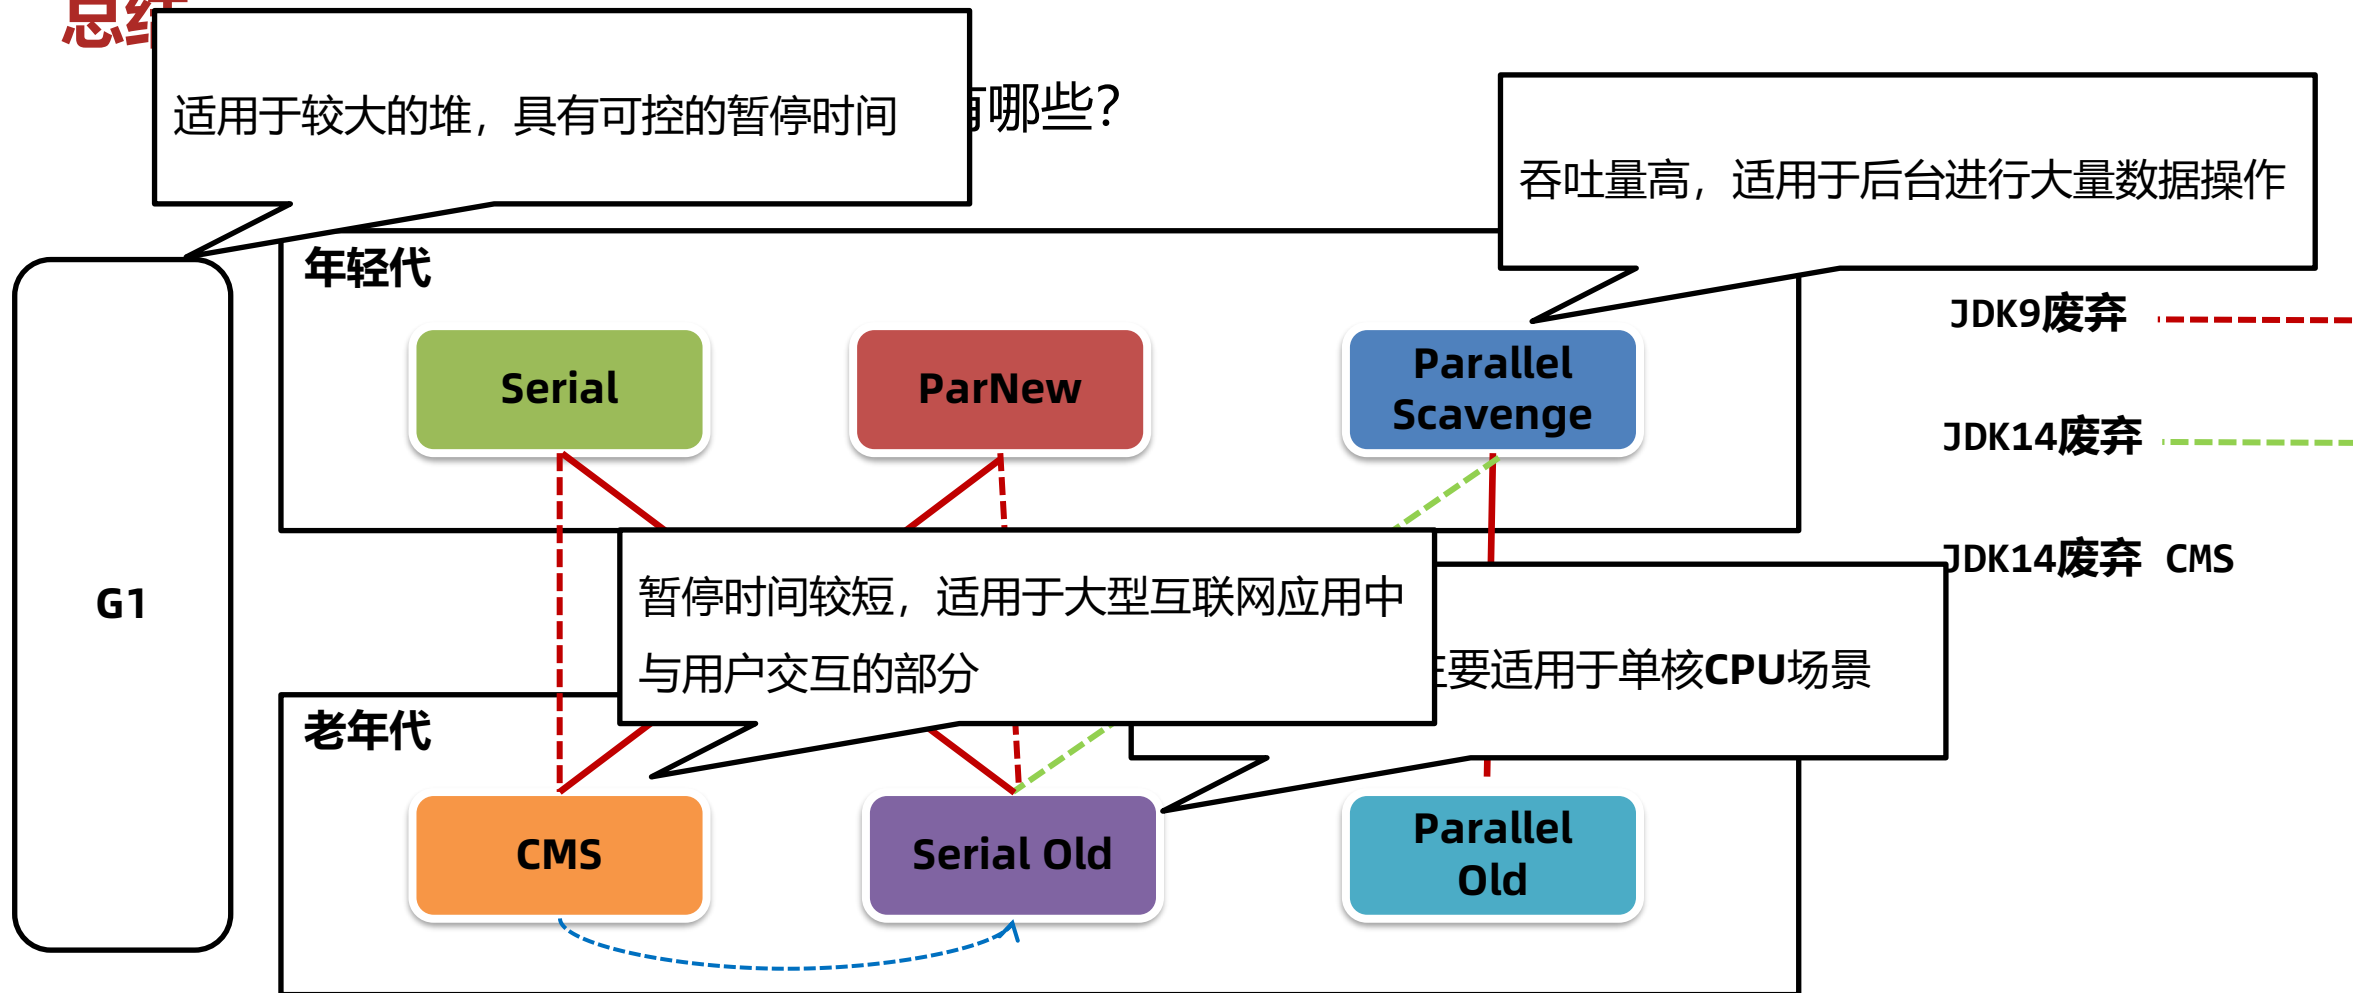 总结
适用于较大的堆，具有可控的暂停时间
有哪些？
吞吐量高，适用于后台进行大量数据操作
年轻代
JDK9废弃
Serial
ParNew
Parallel
Scavenge
JDK14废弃
JDK14废弃 CMS
G1
暂停时间较短，适用于大型互联网应用中
与用户交互的部分
主要适用于单核CPU场景
老年代
CMS
Serial Old
Parallel
Old